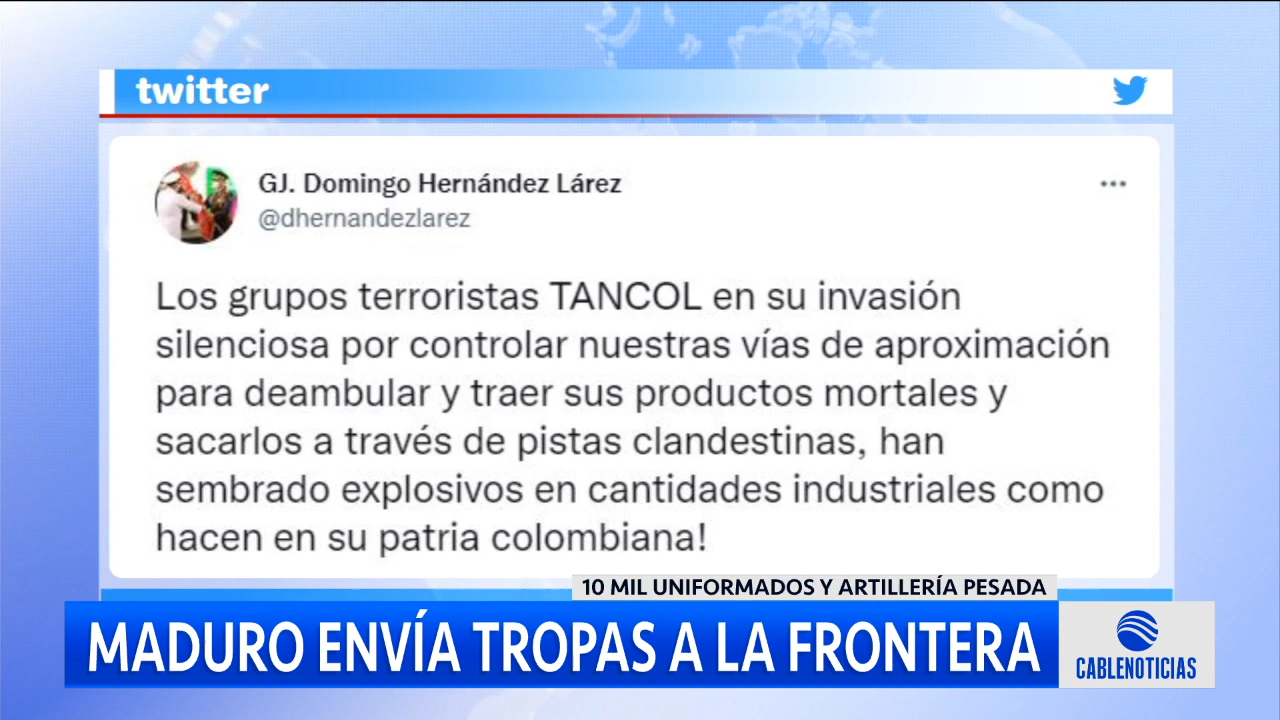 twitter
GJ. Domingo Hernández Lárez
@dhernandezlarez
Los grupos terroristas TANCOL en su invasión
silenciosa por controlar nuestras vías de aproximación
para deambular y traer sus productos mortales y
sacarlos a través de pistas clandestinas, han
sembrado explosivos en cantidades industriales como
hacen en su patria colombiana!
10 MIL UNIFORMADOS Y ARTILLERÍA PESADA
MADURO ENVÍA TROPAS A LA FRONTERA
CABLENOTICIAS